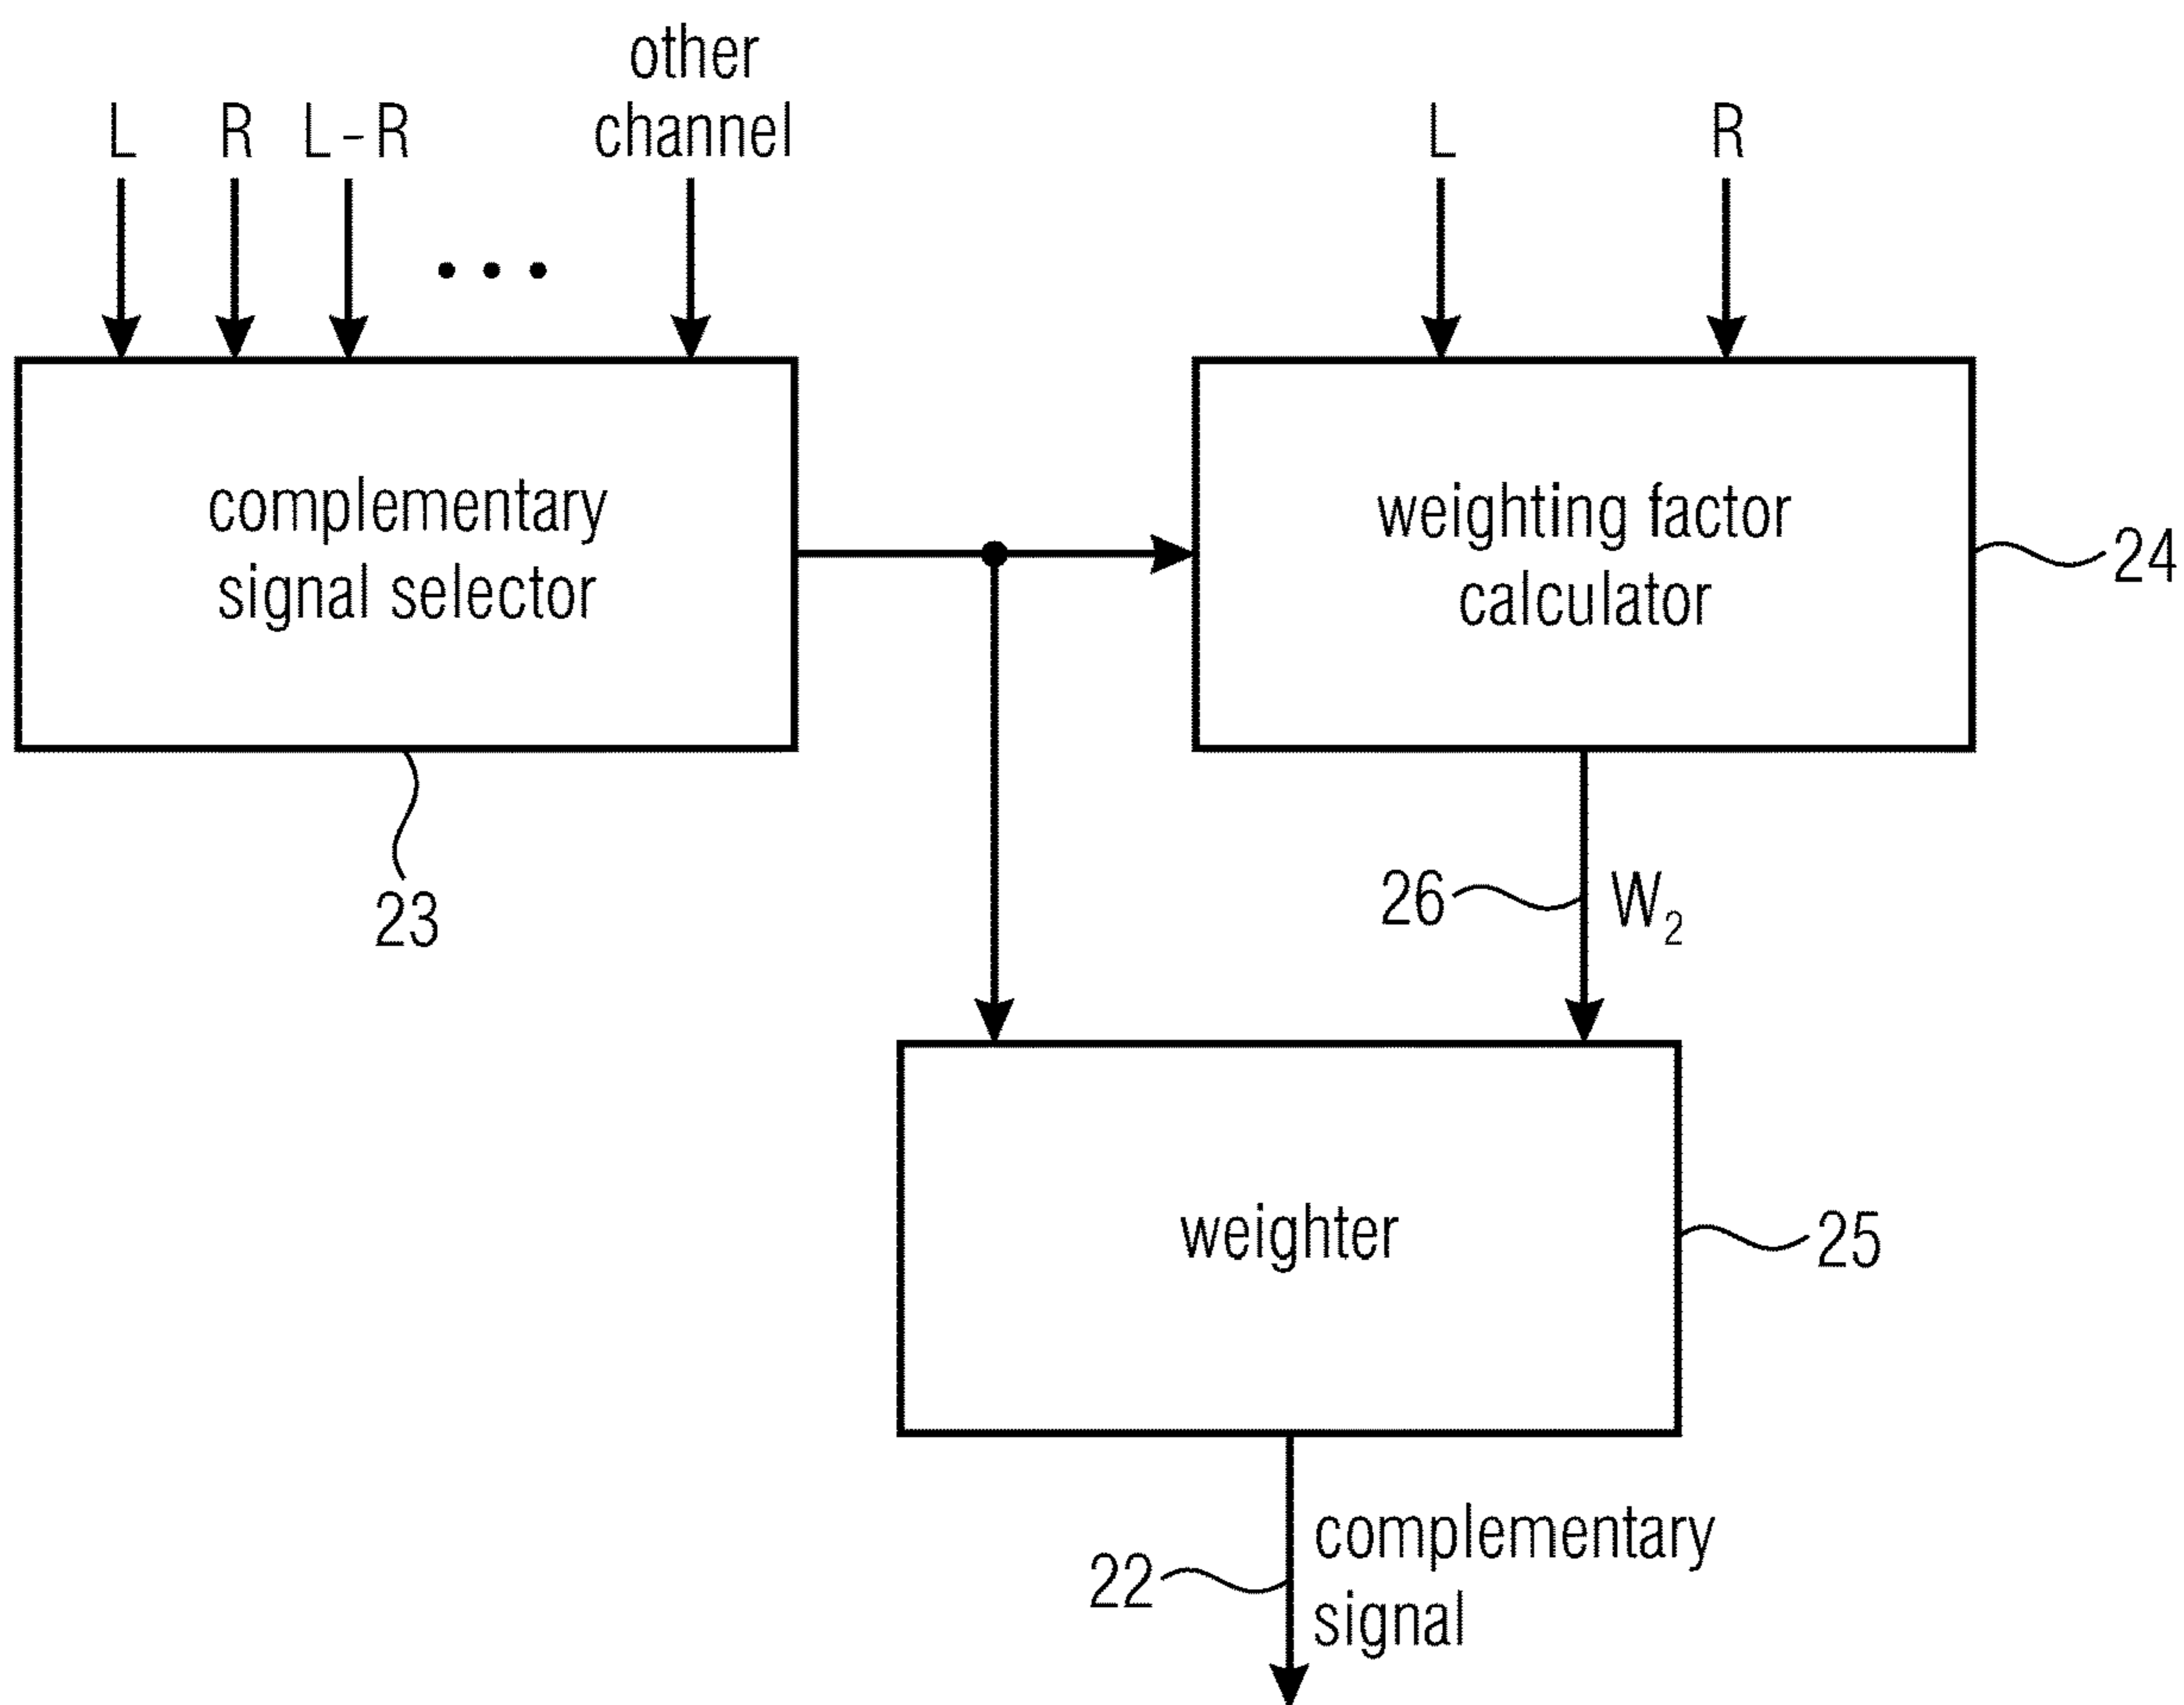 other
channel
L
R
L-R
L
R
complementary
signal selector
weighting factor
calculator
24
23
26
W₂
weighter
25
22
complementary
signal